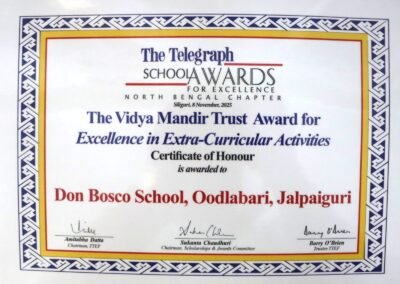 The Telegraph
SCHOOL AWARDS
FOR EXCELLENCE
NORTH BENGAL CHAPTER
Siliguri, 8 November, 2025
The Vidya Mandir Trust Award for
Excellence in Extra-Curricular Activities
Certificate of Honour
is awarded to
Don Bosco School, Oodlabari, Jalpaiguri
Amitabha Datta
Chairman, TTEF
Sukanta Chaudhuri
Chairman, Scholarships & Awards Committee
Barry O'Brien
Barry O'Brien
Trustee TTEF